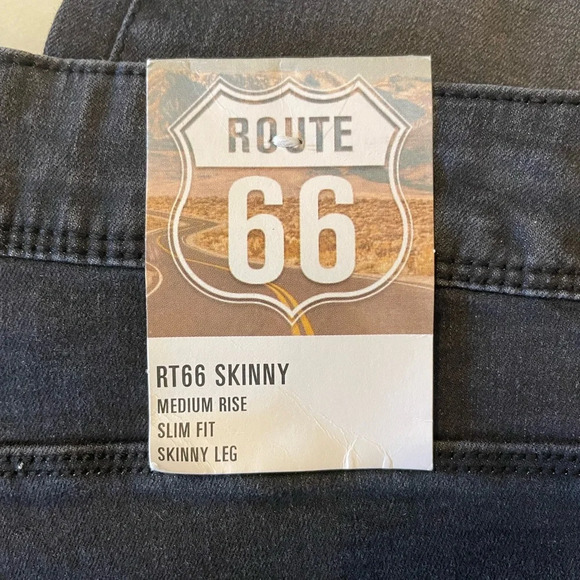 ROUTE
66
RT66 SKINNY
MEDIUM RISE
SLIM FIT
SKINNY LEG